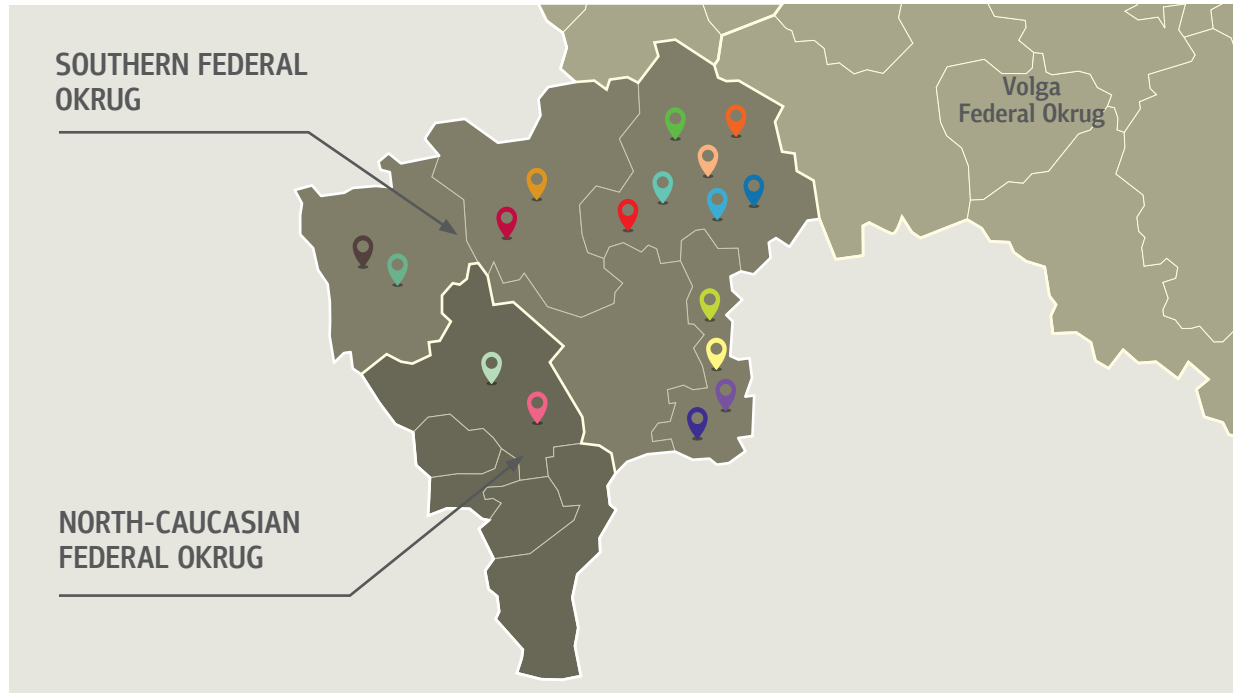 SOUTHERN FEDERAL
OKRUG
Volga
Federal Okrug
NORTH-CAUCASIAN
FEDERAL OKRUG